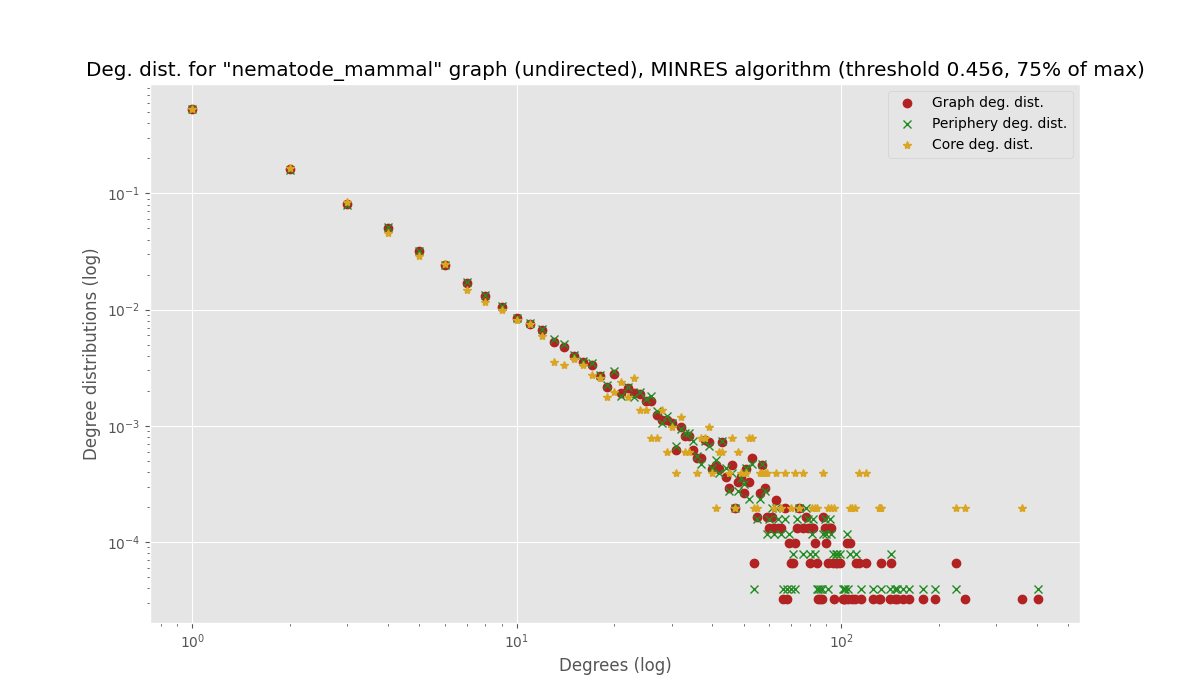 Deg. dist. for "nematode_mammal" graph (undirected), MINRES algorithm (threshold 0.456, 75% of max)
Graph deg. dist.
Periphery deg. dist.
Core deg. dist.
Degree distributions (log)
10⁻¹
10⁻²
10⁻³
10⁻⁴
10⁰
10¹
10²
Degrees (log)